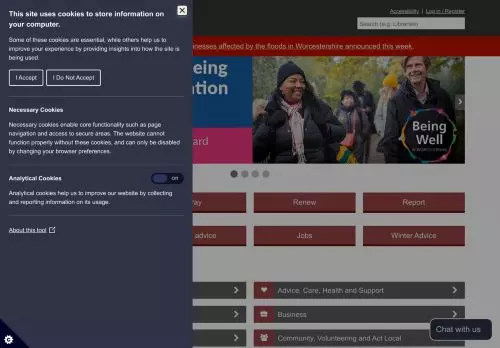 This site uses cookies to store information on
your computer.
Some of these cookies are essential, while others help us to
improve your experience by providing insights into how the site is
being used.
I Accept
I Do Not Accept
Necessary Cookies
Necessary cookies enable core functionality such as page
navigation and access to secure areas. The website cannot
function properly without these cookies, and can only be disabled
by changing your browser preferences.
Analytical Cookies
Analytical cookies help us to improve our website by collecting
and reporting information on its usage.
About this tool
Accessibility
Log in / Register
Search (e.g. Libraries)
inesses affected by the floods in Worcestershire announced this week.
eing
ation
ard
Being
Well
Pay
Renew
Report
advice
Jobs
Winter Advice
Advice, Care, Health and Support
Business
Community, Volunteering and Act Local
Chat with us